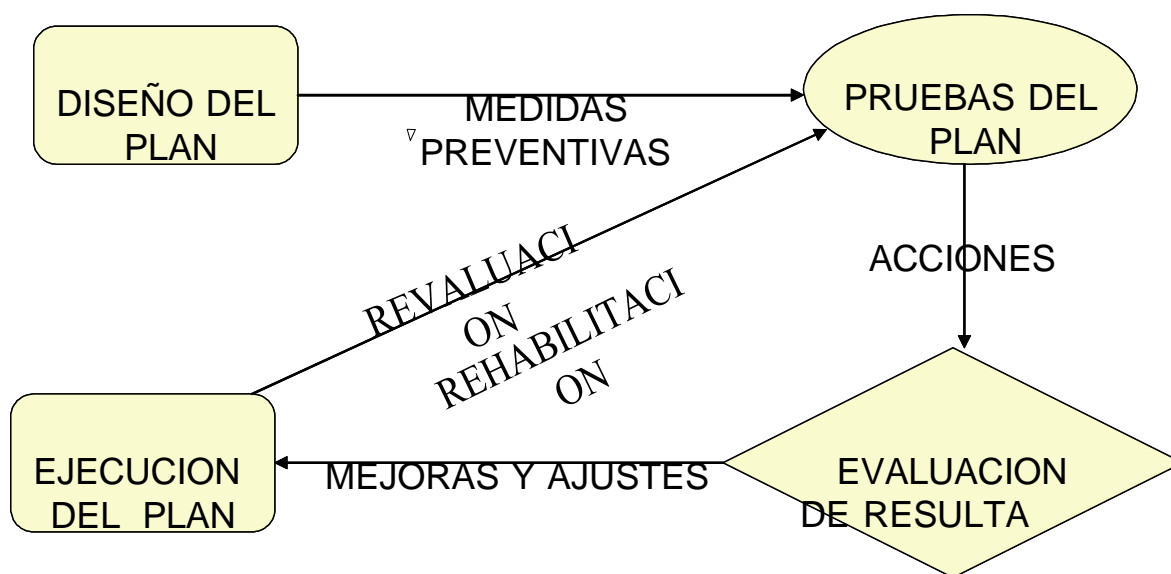 DISEÑO DEL
PLAN
MEDIDAS
PREVENTIVAS
PRUEBAS DEL
PLAN
ACCIONES
REVALUACI
ON
REHABILITACI
ON
EJECUCION
DEL PLAN
MEJORAS Y AJUSTES
EVALUACION
DE RESULTA